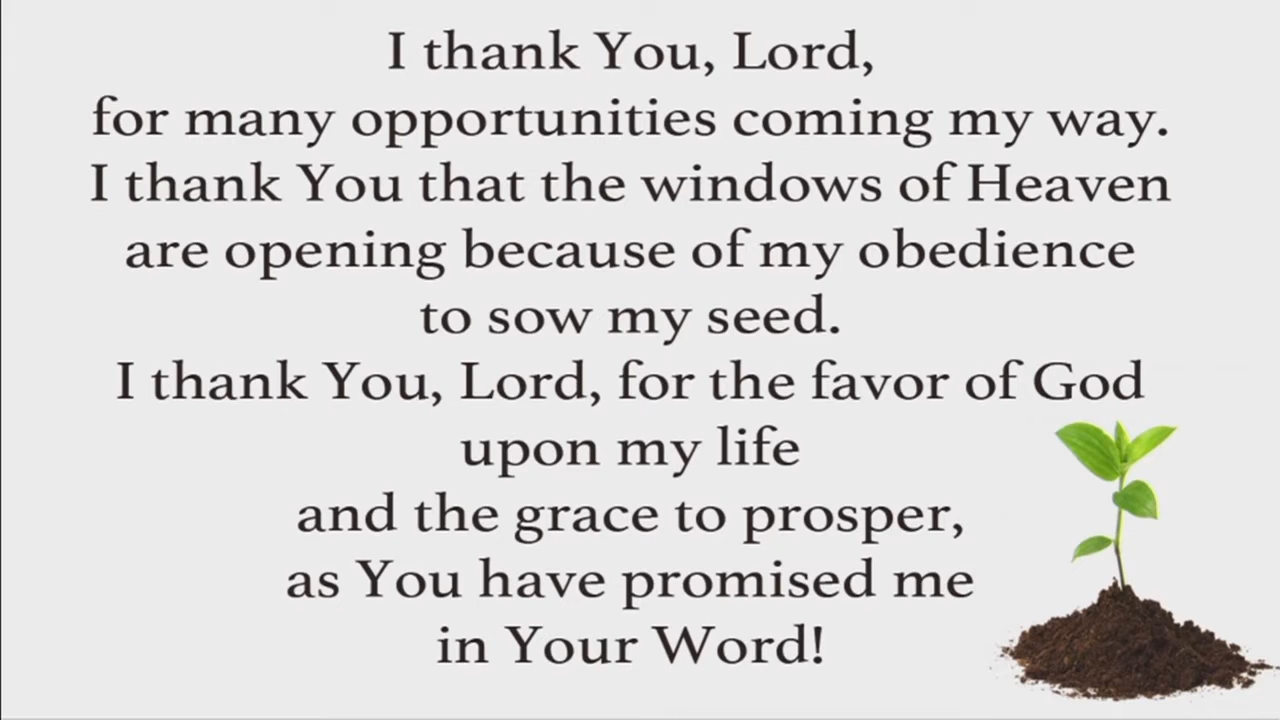 I thank You, Lord,
for many opportunities coming my way.
I thank You that the windows of Heaven
are opening because of my obedience
to sow my seed.
I thank You, Lord, for the favor of God
upon my life
and the grace to prosper,
as You have promised me
in Your Word!